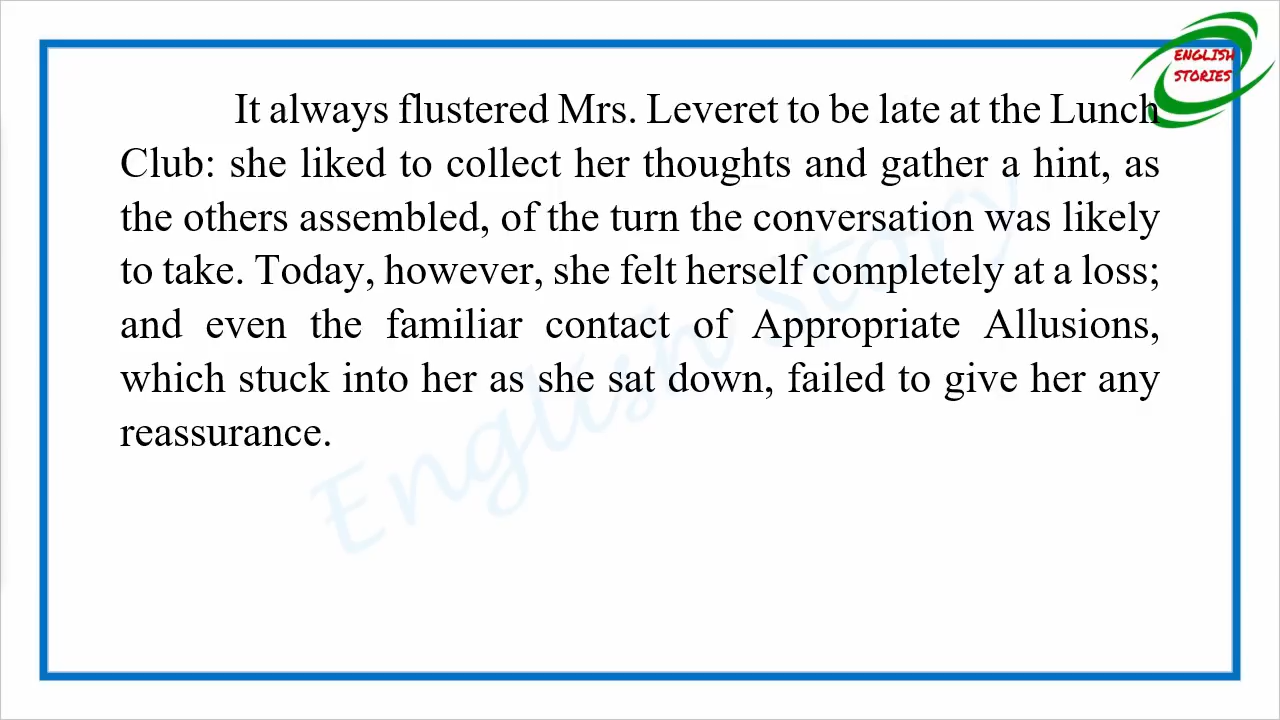 ENGLISH
STORIES
It always flustered Mrs. Leveret to be late at the Lunch
Club: she liked to collect her thoughts and gather a hint, as
the others assembled, of the turn the conversation was likely
to take. Today, however, she felt herself completely at a loss;
and even the familiar contact of Appropriate Allusions,
which stuck into her as she sat down, failed to give her any
reassurance.
English Story